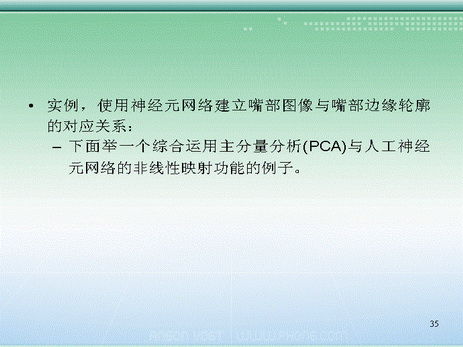 • 实例，使用神经元网络建立嘴部图像与嘴部边缘轮廓
的对应关系：
– 下面举一个综合运用主分量分析(PCA)与人工神经
元网络的非线性映射功能的例子。
35